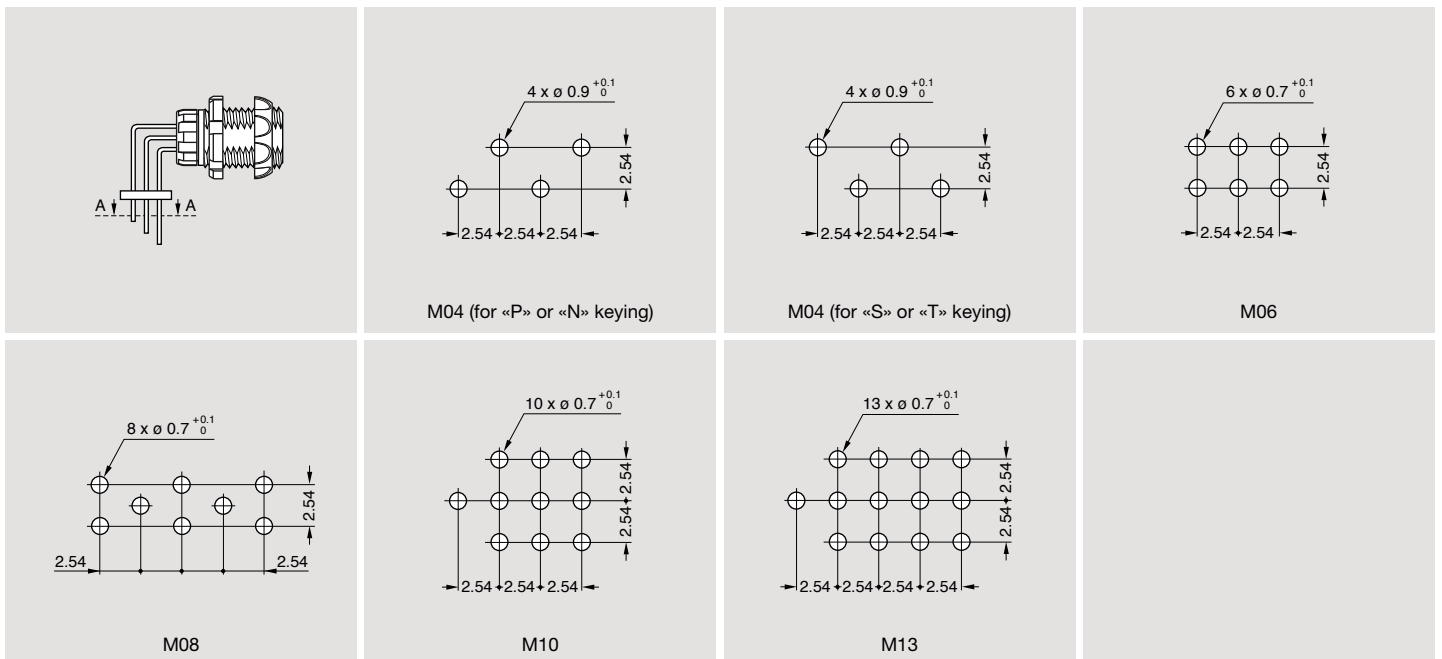 A A
4 x ø 0.9 +0.1 0
2.54
2.54 2.54 2.54
M04 (for «P» or «N» keying)
4 x ø 0.9 +0.1 0
2.54
2.54 2.54 2.54
M04 (for «S» or «T» keying)
6 x ø 0.7 +0.1 0
2.54
2.54 2.54
M06
8 x ø 0.7 +0.1 0
2.54
2.54 2.54
M08
10 x ø 0.7 +0.1 0
2.54
2.54
2.54 2.54 2.54
M10
13 x ø 0.7 +0.1 0
2.54
2.54
2.54 2.54 2.54 2.54
M13